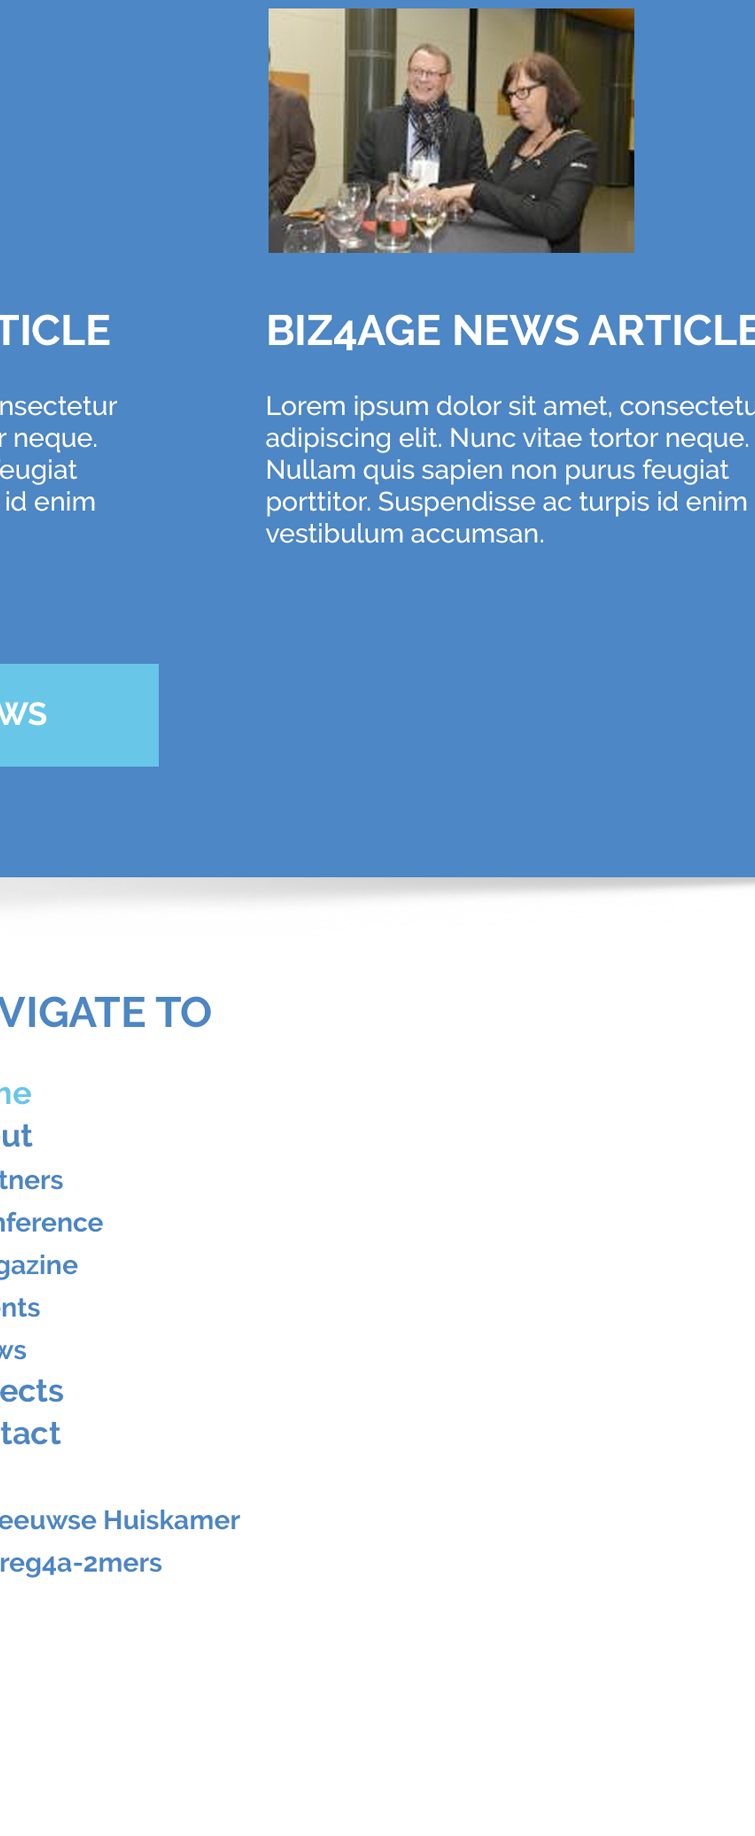 TICLE
nsectetur
r neque.
feugiat
id enim
BIZ4AGE NEWS ARTICLE
Lorem ipsum dolor sit amet, consectetu
adipiscing elit. Nunc vitae tortor neque.
Nullam quis sapien non purus feugiat
porttitor. Suspendisse ac turpis id enim
vestibulum accumsan.
WS
VIGATE TO
ne
ut
tners
nference
gazine
nts
ws
ects
tact
eeuwse Huiskamer
reg4a-2mers